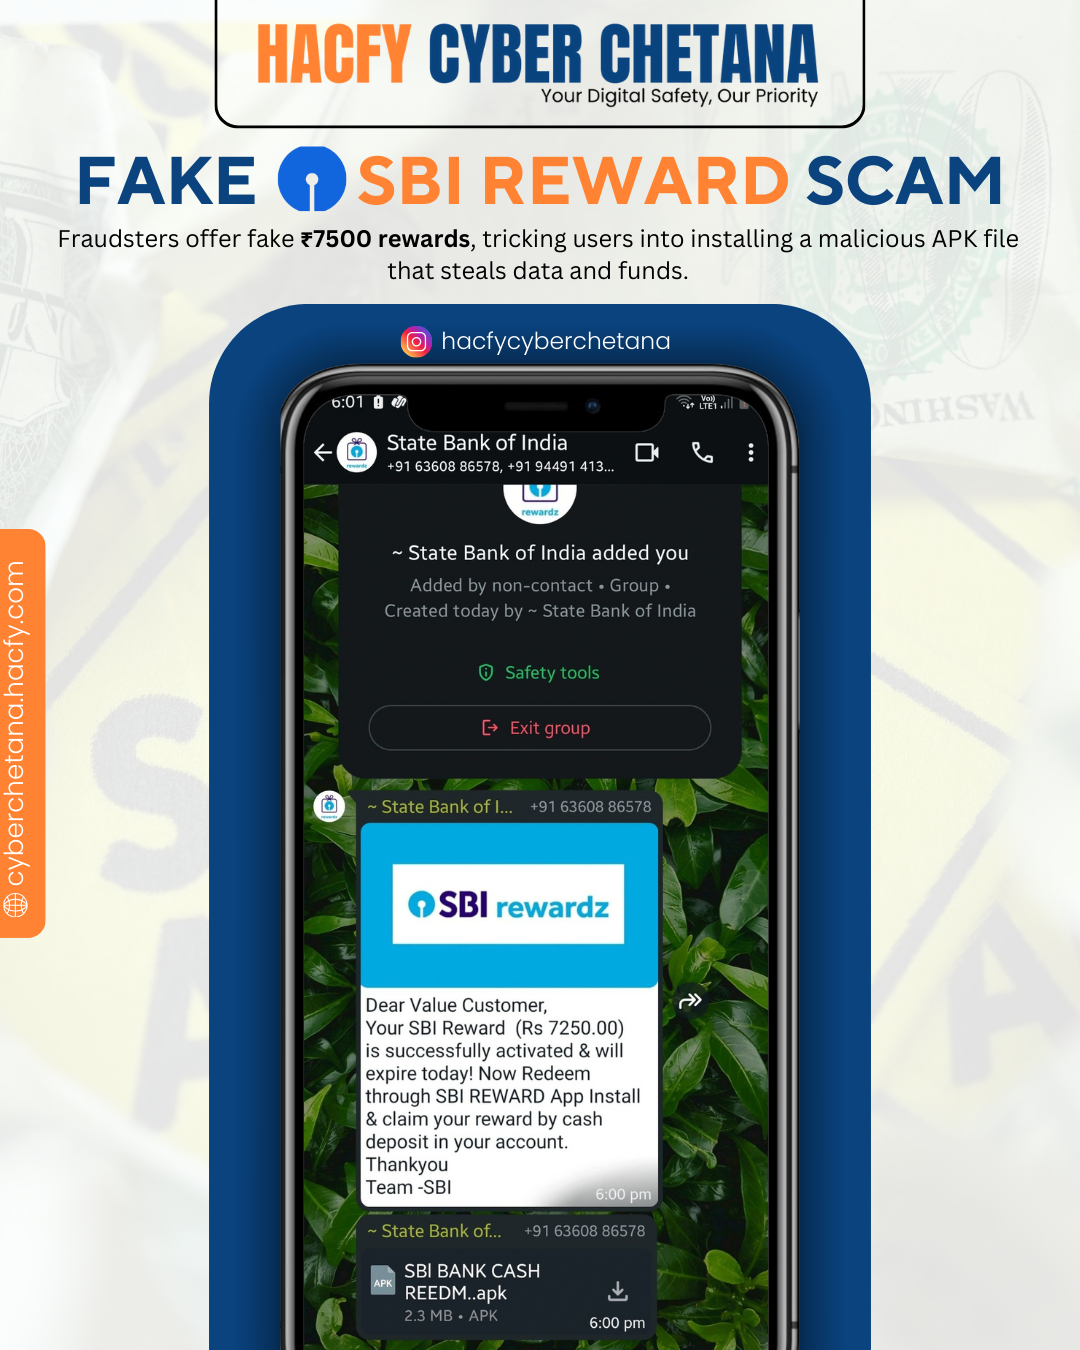 HACFY CYBER CHETANA
Your Digital Safety, Our Priority
FAKE SBI REWARD SCAM
Fraudsters offer fake ₹7500 rewards, tricking users into installing a malicious APK file
that steals data and funds.
hacfycyberchetana
6:01
Vo)
LTE1
State Bank of India
+91 63608 86578, +91 94491 413...
rewardz
rewardz
~ State Bank of India added you
Added by non-contact • Group •
Created today by ~ State Bank of India
Safety tools
Exit group
rewardz
~ State Bank of I... +91 63608 86578
SBI rewardz
Dear Value Customer,
Your SBI Reward (Rs 7250.00)
is successfully activated & will
expire today! Now Redeem
through SBI REWARD App Install
& claim your reward by cash
deposit in your account.
Thankyou
Team -SBI
6:00 pm
~ State Bank of... +91 63608 86578
APK
SBI BANK CASH
REEDM..apk
2.3 MB • APK
6:00 pm
cyberchetana.hacfy.com
WASHING